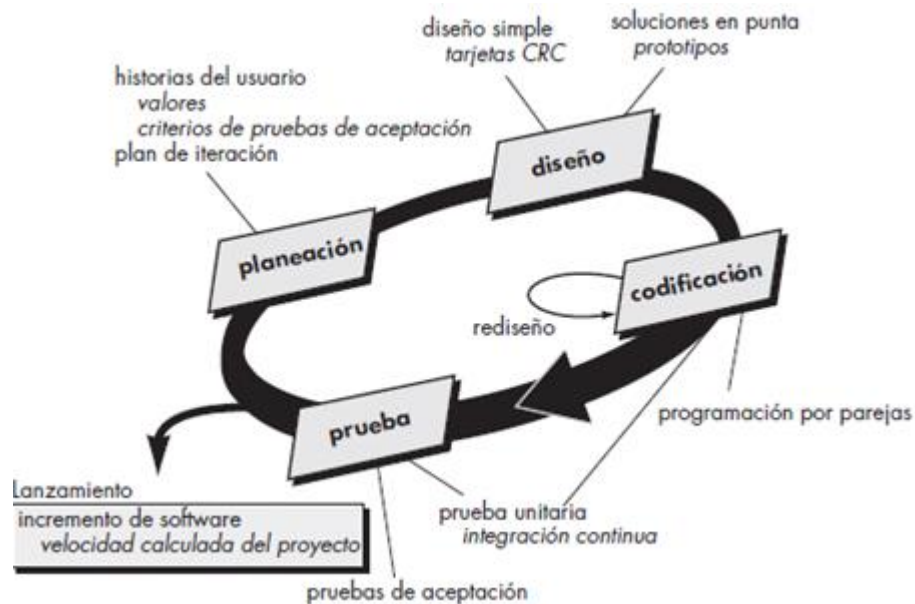 diseño simple
tarjetas CRC
soluciones en punta
prototipos
historias del usuario
valores
criterios de pruebas de aceptación
plan de iteración
diseño
planeación
codificación
rediseño
prueba
programación por parejas
Lanzamiento
incremento de software
velocidad calculada del proyecto
prueba unitaria
integración continua
pruebas de aceptación